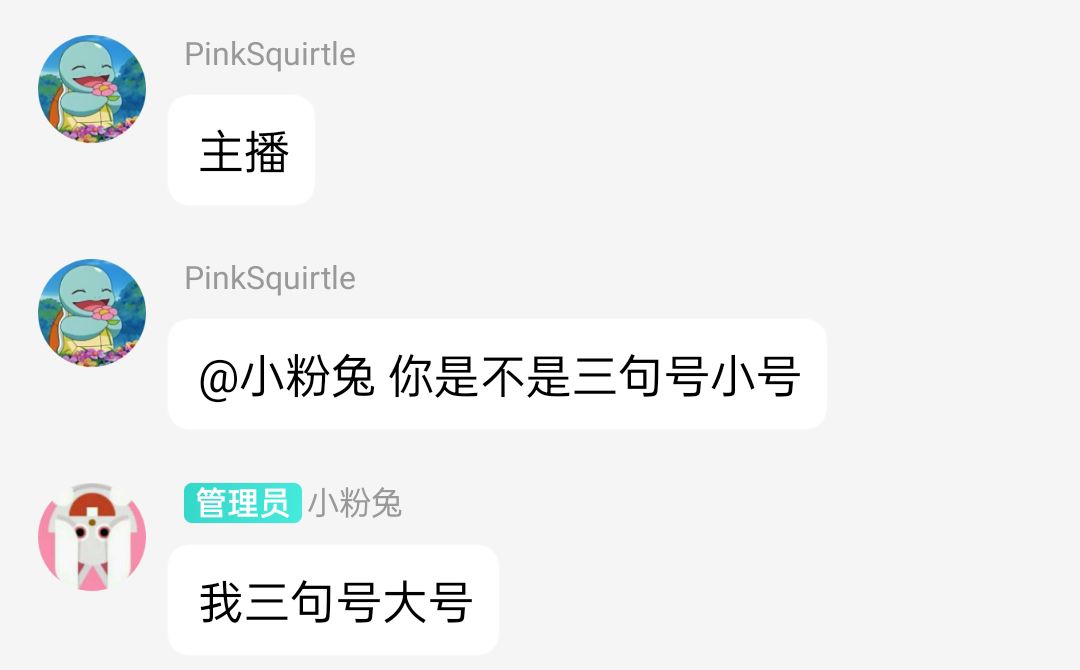 PinkSquirtle
主播
PinkSquirtle
@小粉兔 你是不是三句号小号
管理员 小粉兔
我三句号大号